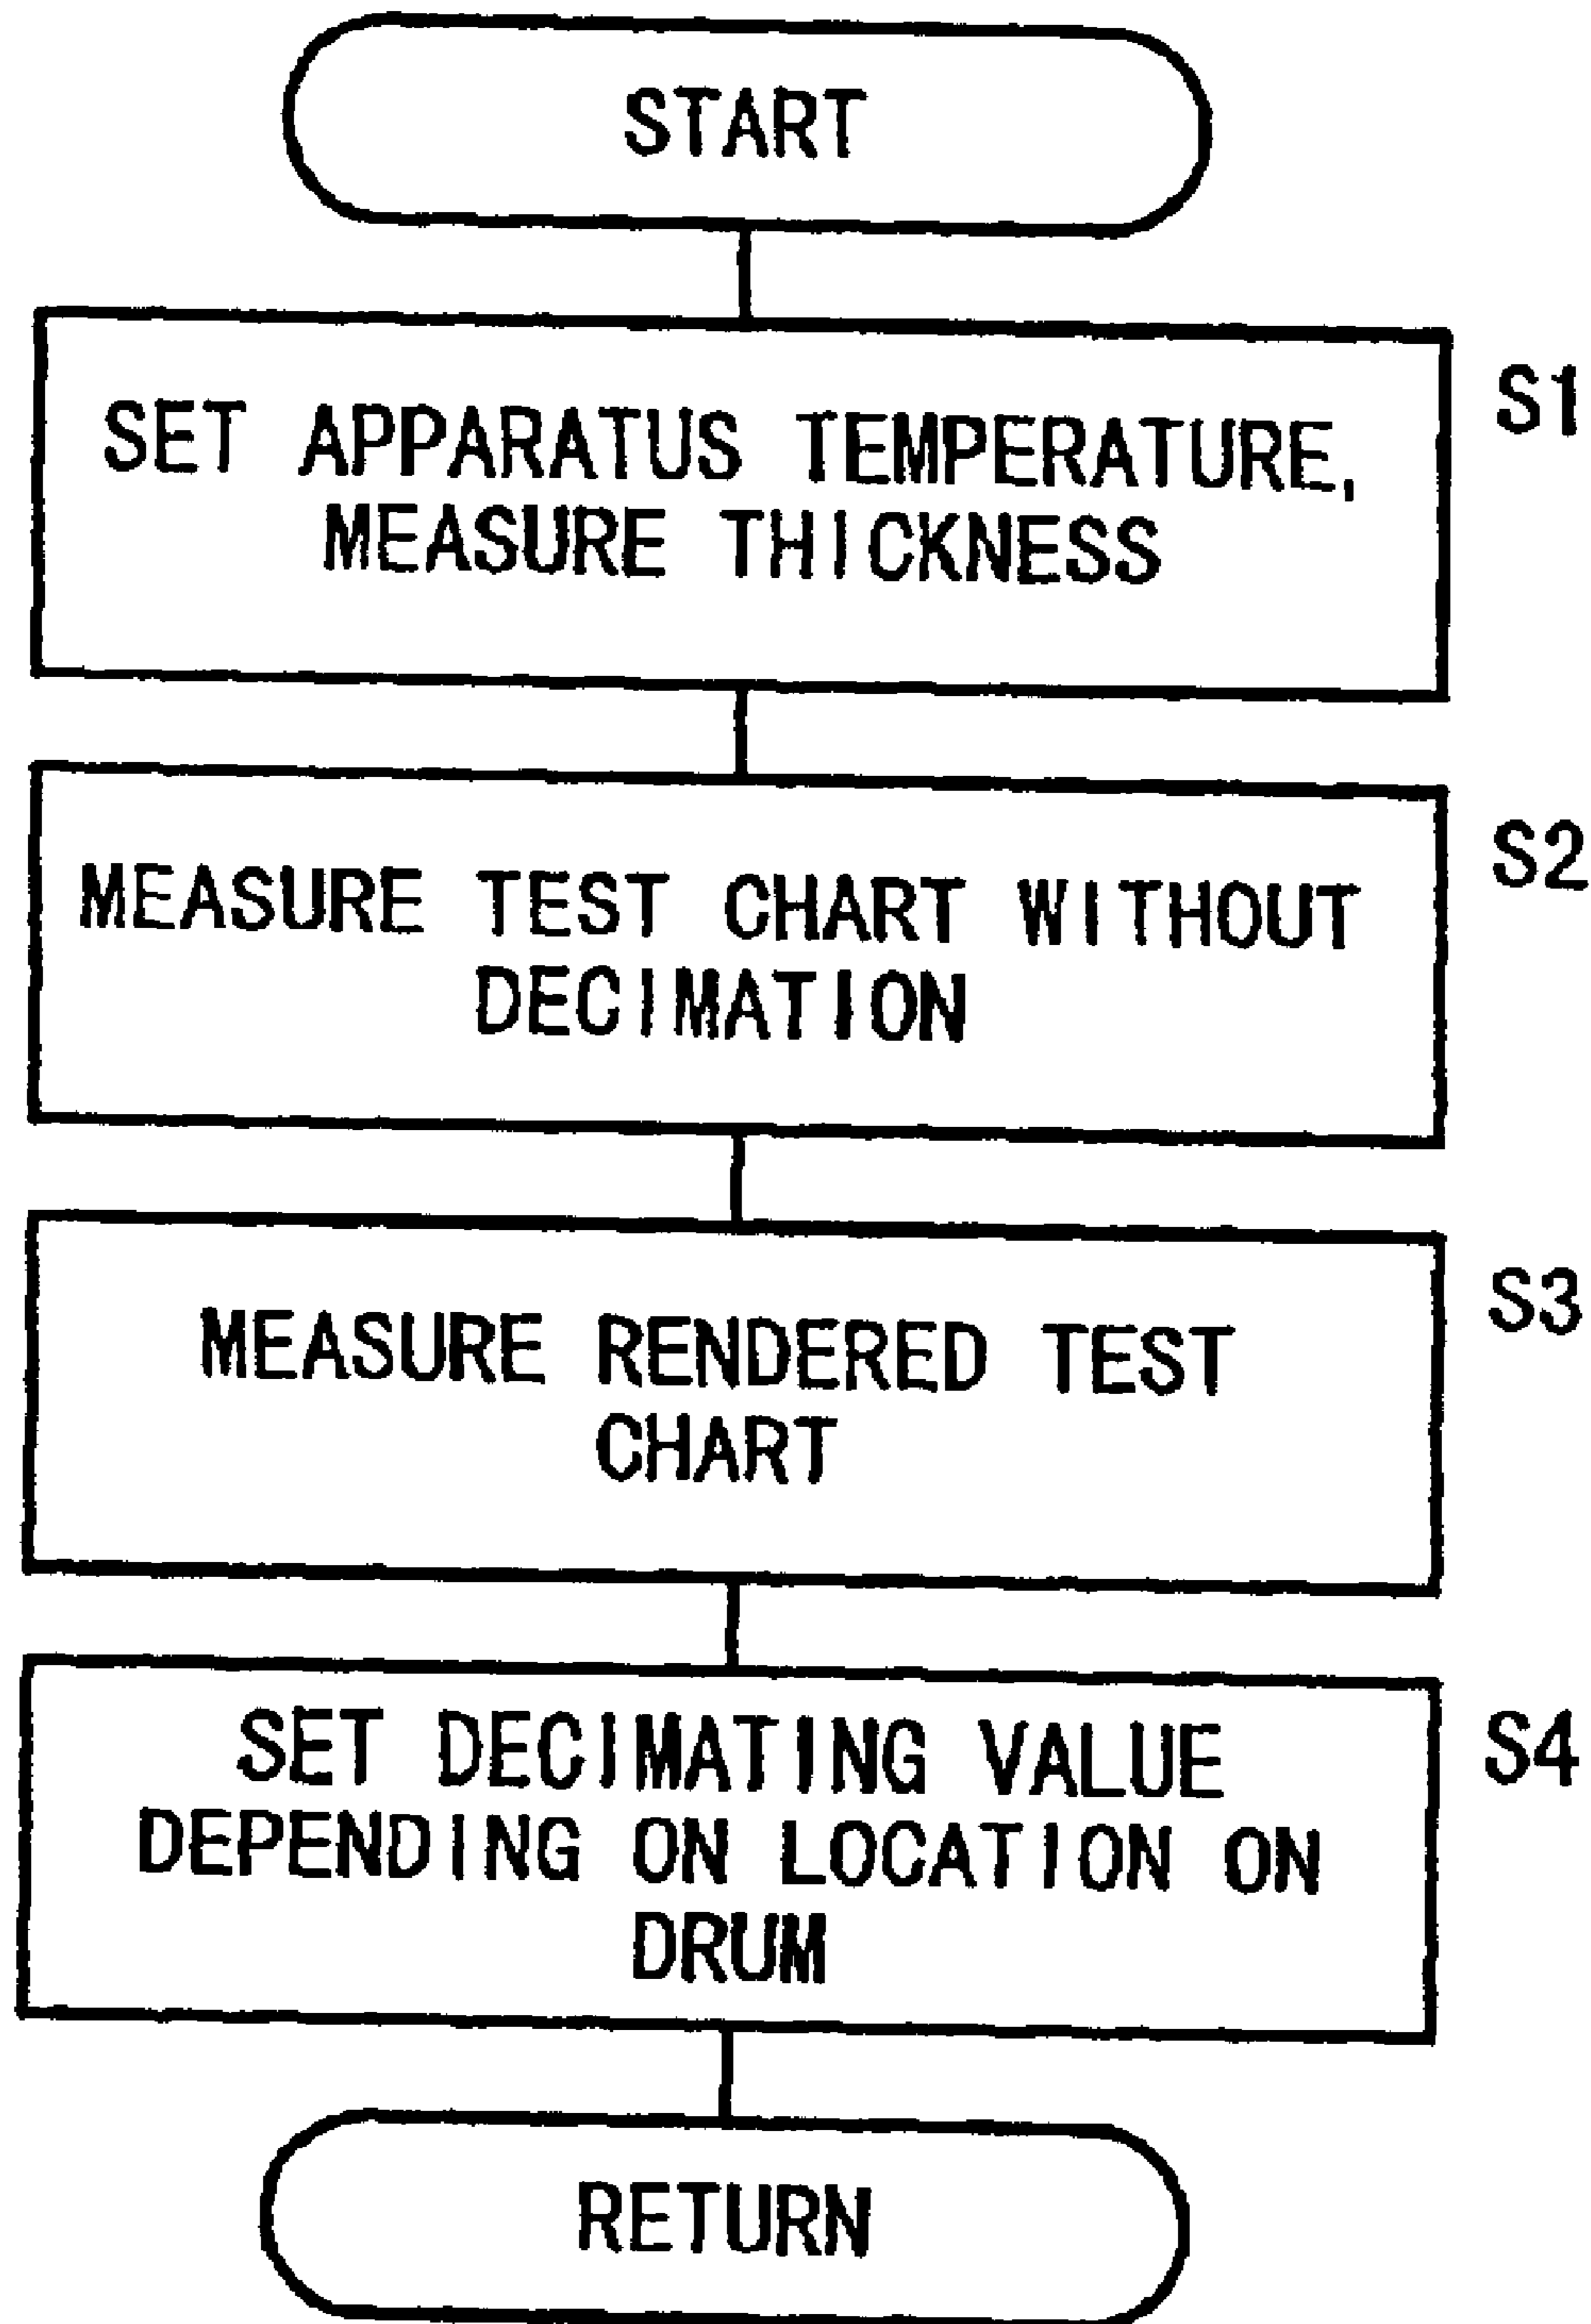 START
SET APPARATUS TEMPERATURE,
MEASURE THICKNESS
S1
MEASURE TEST CHART WITHOUT
DECIMATION
S2
MEASURE RENDERED TEST
CHART
S3
SET DECIMATING VALUE
DEPENDING ON LOCATION ON
DRUM
S4
RETURN